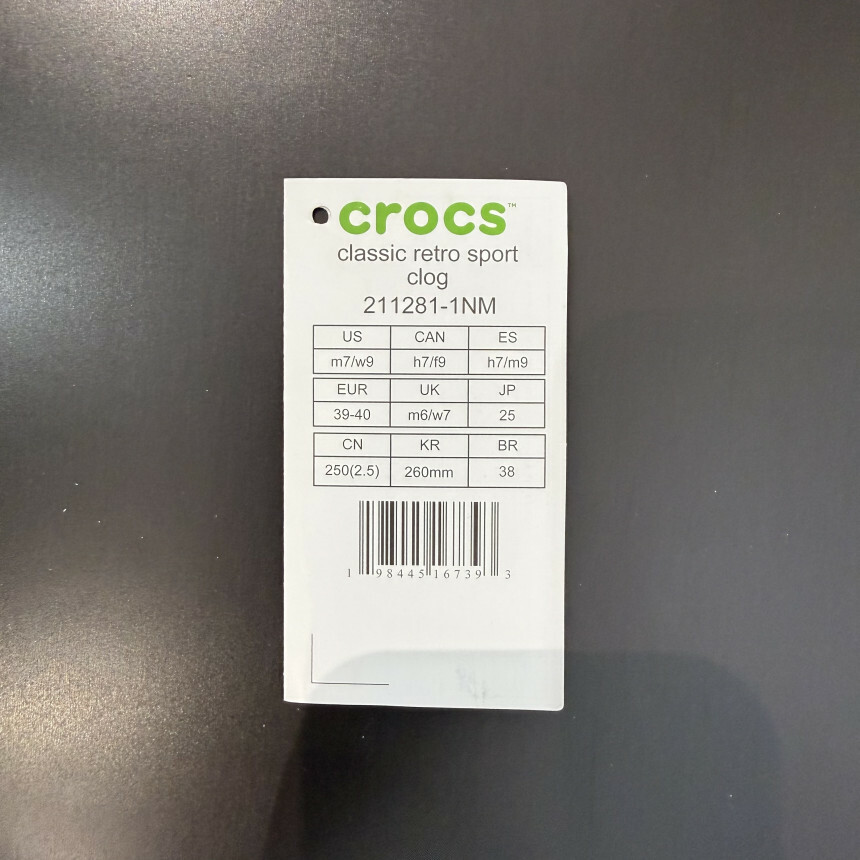 crocs™
classic retro sport
clog
211281-1NM
US CAN ES
m7/w9 h7/f9 h7/m9
EUR UK JP
39-40 m6/w7 25
CN KR BR
250(2.5) 260mm 38
1 98445 16739 3